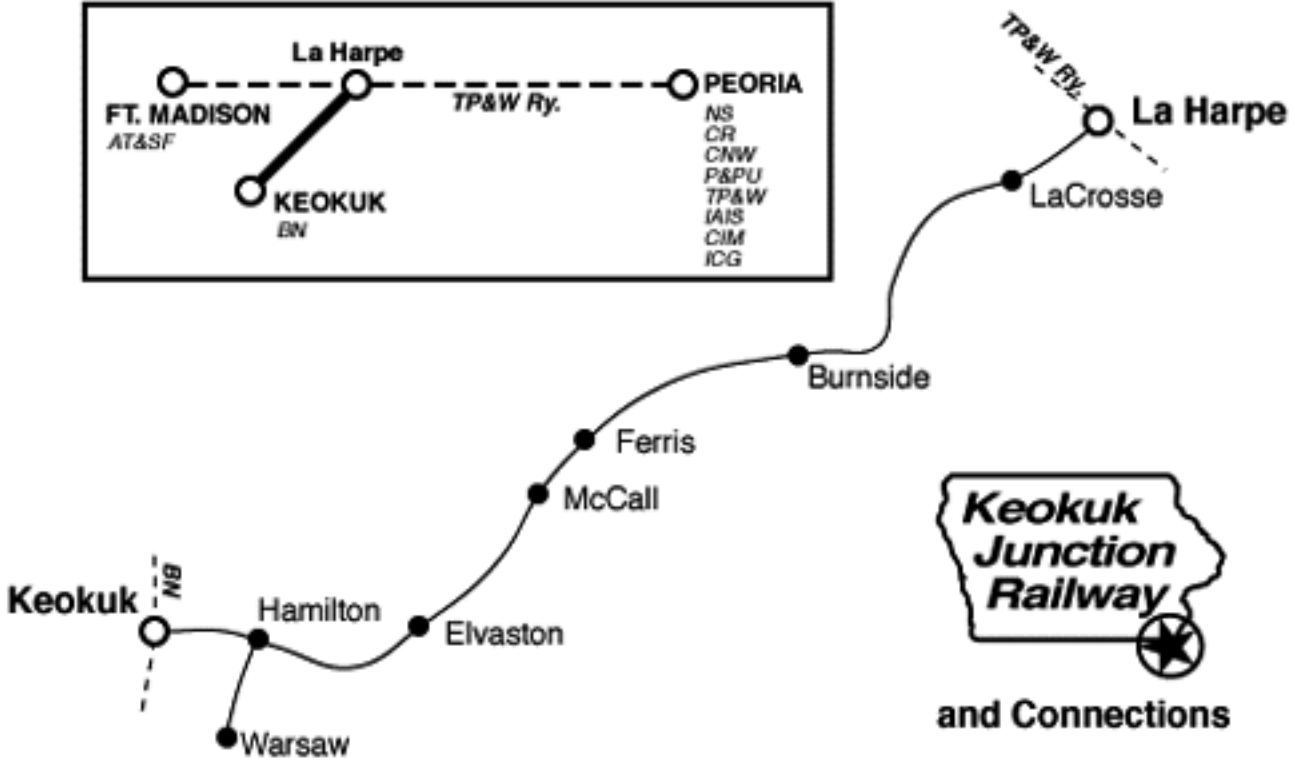 La Harpe
FT. MADISON
AT&SF
TP&W Ry.
PEORIA
NS
CR
CNW
P&PU
TP&W
IAIS
CIM
ICG
KEOKUK
BN
TP&W Ry.
La Harpe
LaCrosse
Burnside
Ferris
McCall
Elvaston
Hamilton
BN
Keokuk
Warsaw
Keokuk
Junction
Railway
and Connections